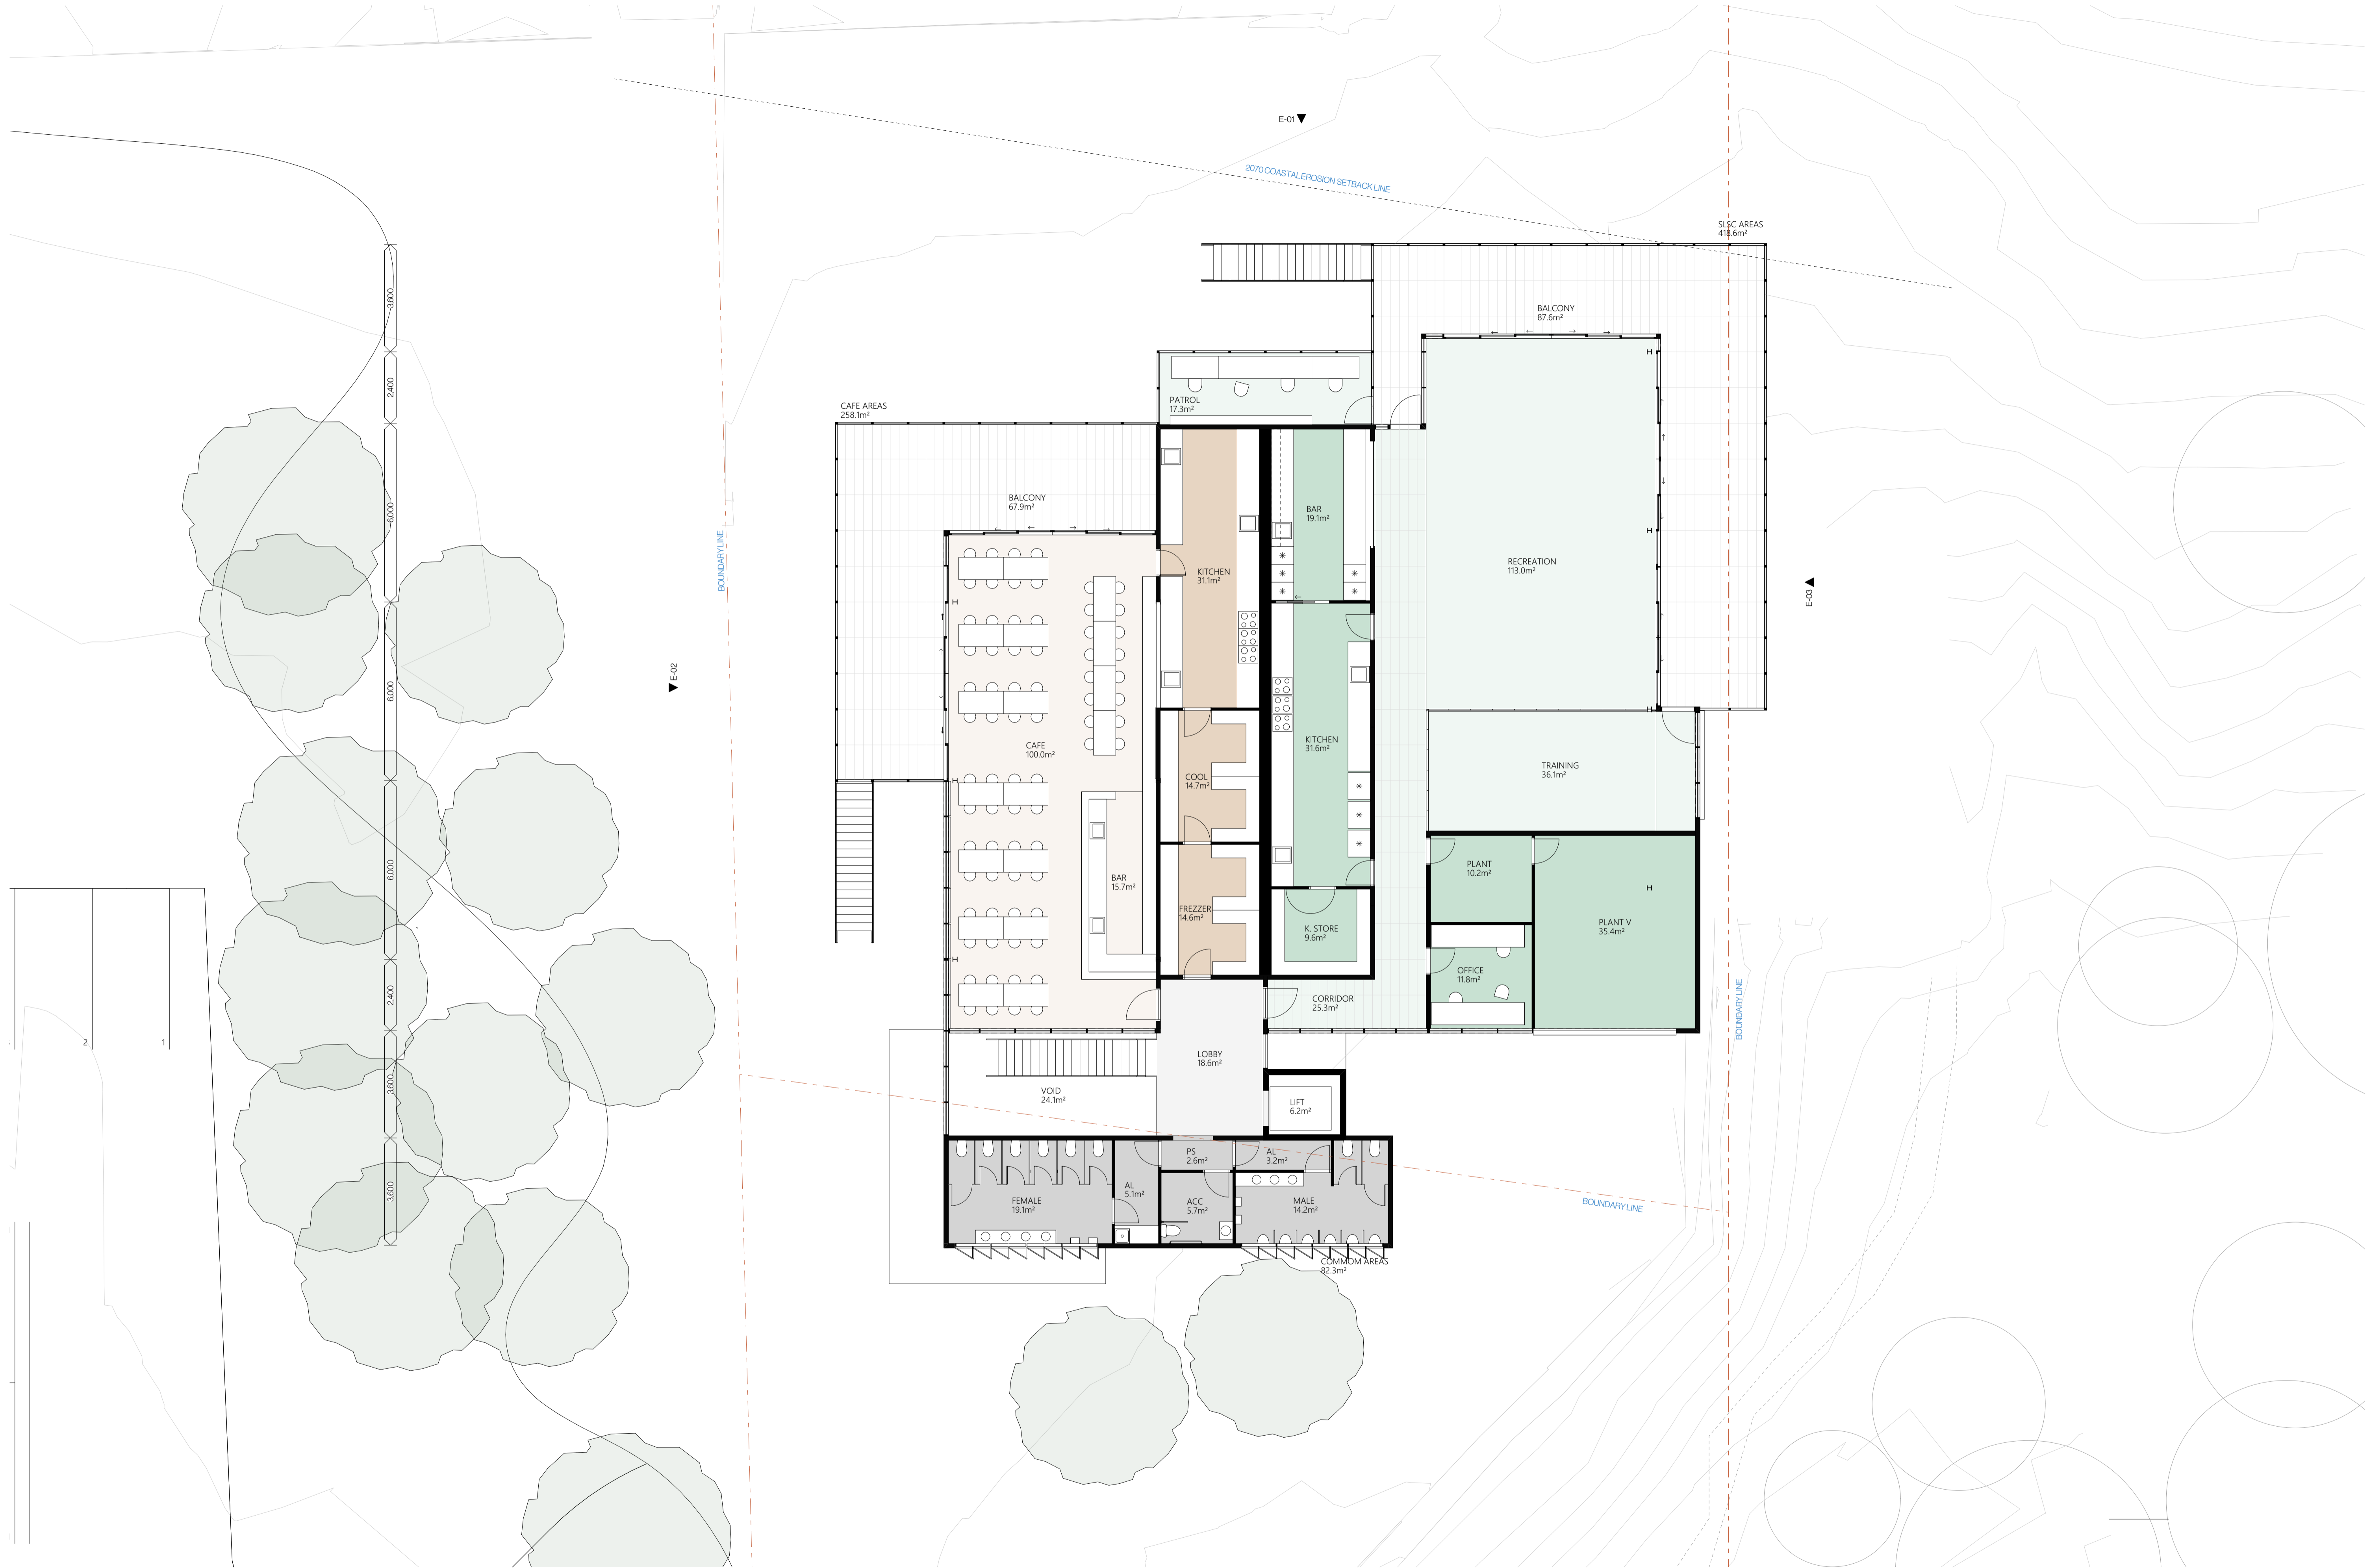 E-01
2070 COASTAL EROSION SETBACK LINE
SLSC AREAS
418.6m²
3,600
BALCONY
87.6m²
2,400
PATROL
17.3m²
CAFE AREAS
258.1m²
6,000
BALCONY
67.9m²
BAR
19.1m²
BOUNDARY LINE
KITCHEN
31.1m²
RECREATION
113.0m²
E-03
E-02
6,000
CAFE
100.0m²
KITCHEN
31.6m²
COOL
14.7m²
TRAINING
36.1m²
6,000
BAR
15.7m²
PLANT
10.2m²
FREZZER
14.6m²
K. STORE
9.6m²
PLANT V
35.4m²
2,400
OFFICE
11.8m²
CORRIDOR
25.3m²
BOUNDARY LINE
2
1
LOBBY
18.6m²
3,600
VOID
24.1m²
LIFT
6.2m²
PS
2.6m²
AL
3.2m²
3,600
FEMALE
19.1m²
AL
5.1m²
ACC
5.7m²
MALE
14.2m²
BOUNDARY LINE
COMMOM AREAS
82.3m²